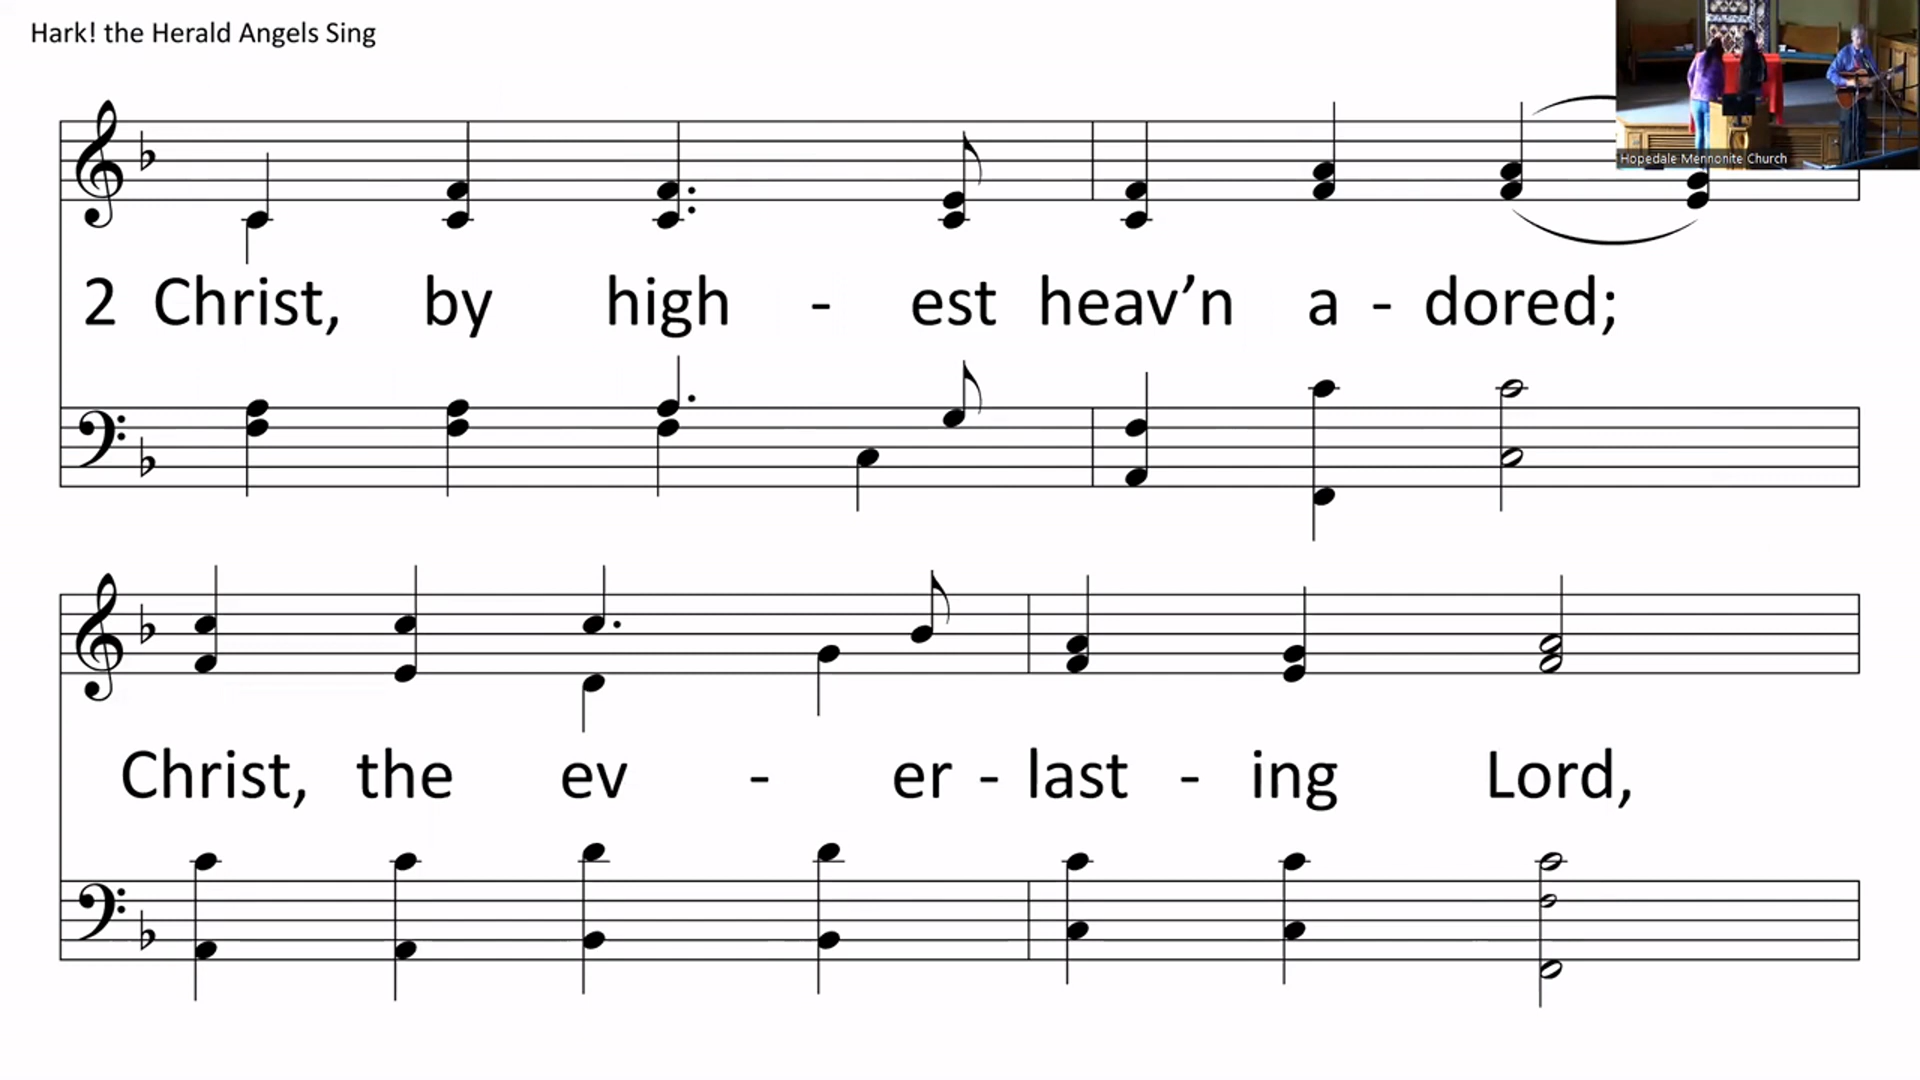 Hark! the Herald Angels Sing
Hopedale Mennonite Church
2 Christ, by high - est heav’n a - dored;
Christ, the ev - er - last - ing Lord,